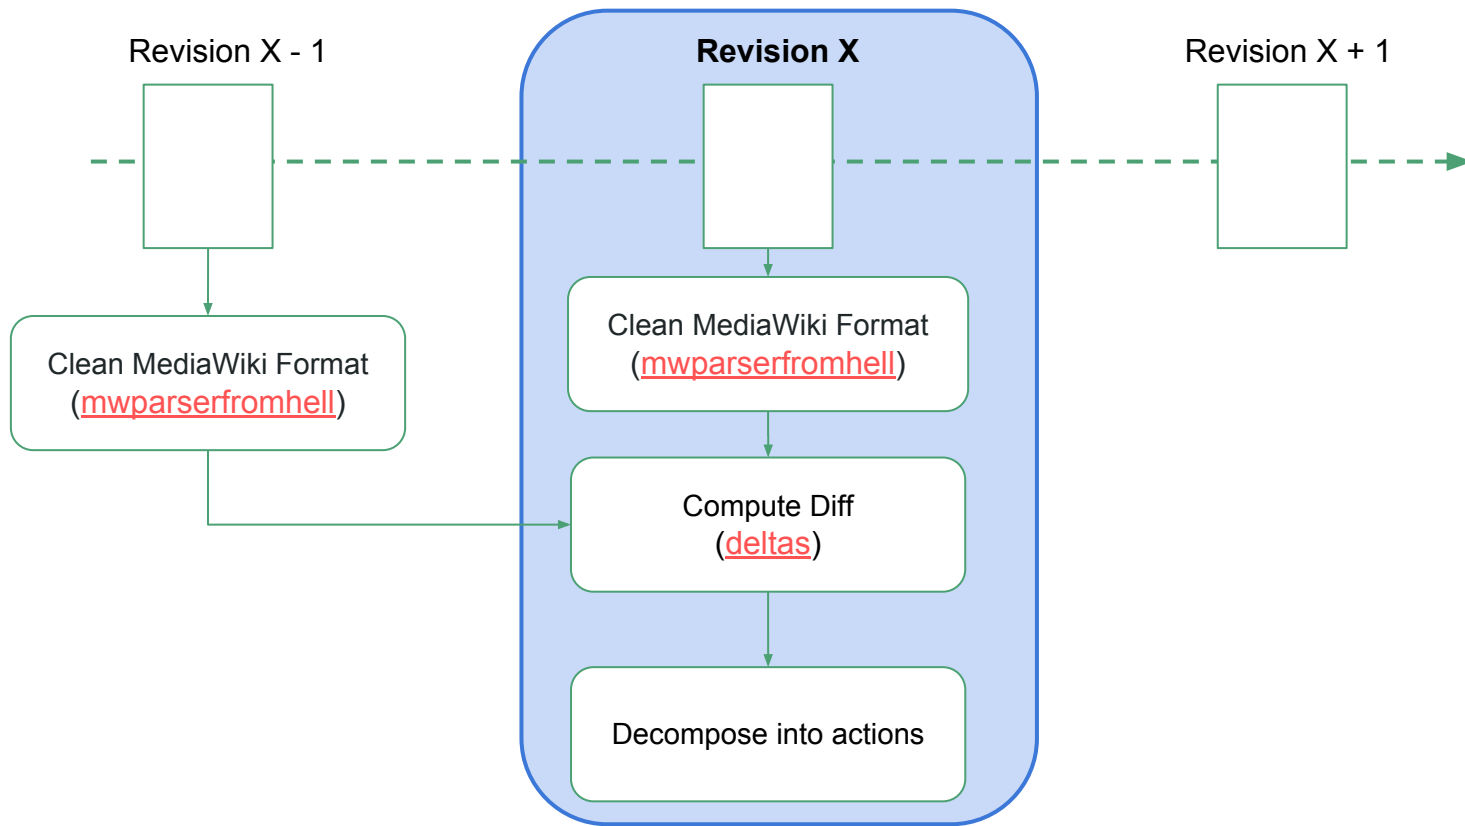 Revision X - 1
Revision X
Revision X + 1
Clean MediaWiki Format
(mwparserfromhell)
Clean MediaWiki Format
(mwparserfromhell)
Compute Diff
(deltas)
Decompose into actions